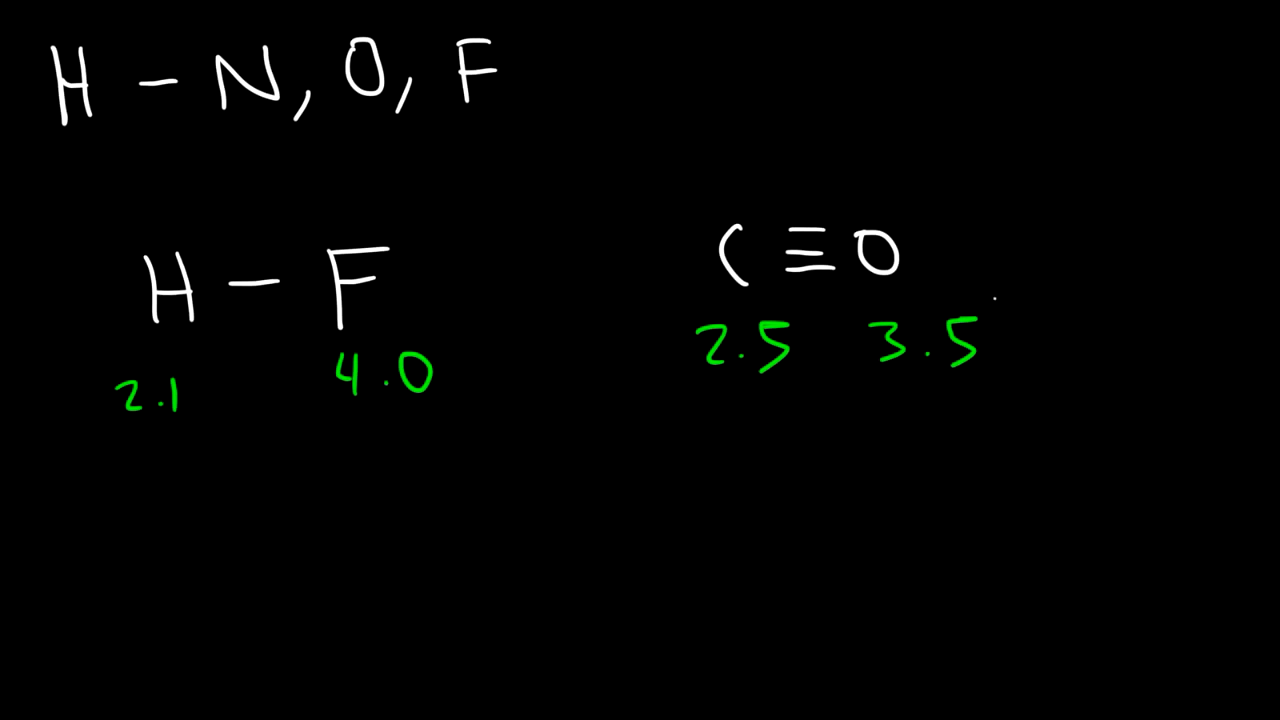 H - N, O, F
H - F
C ≡ O
2.1 4.0
2.5 3.5